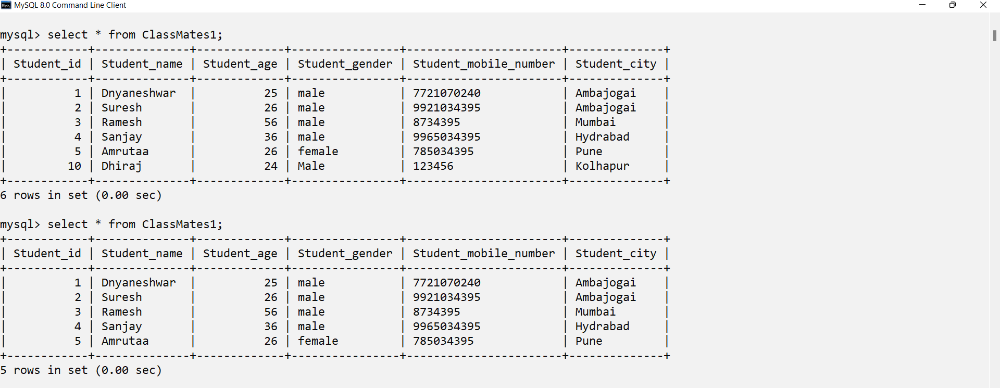 MySQL 8.0 Command Line Client
mysql> select * from ClassMates1;
+------------+--------------+-------------+----------------+-----------------------+--------------+
| Student_id | Student_name | Student_age | Student_gender | Student_mobile_number | Student_city |
+------------+--------------+-------------+----------------+-----------------------+--------------+
|          1 | Dnyaneshwar  |          25 | male           | 7721070240            | Ambajogai    |
|          2 | Suresh       |          26 | male           | 9921034395            | Ambajogai    |
|          3 | Ramesh       |          56 | male           | 8734395               | Mumbai       |
|          4 | Sanjay       |          36 | male           | 9965034395            | Hydrabad     |
|          5 | Amrutaa      |          26 | female         | 785034395             | Pune         |
|         10 | Dhiraj       |          24 | Male           | 123456                | Kolhapur     |
+------------+--------------+-------------+----------------+-----------------------+--------------+
6 rows in set (0.00 sec)
mysql> select * from ClassMates1;
+------------+--------------+-------------+----------------+-----------------------+--------------+
| Student_id | Student_name | Student_age | Student_gender | Student_mobile_number | Student_city |
+------------+--------------+-------------+----------------+-----------------------+--------------+
|          1 | Dnyaneshwar  |          25 | male           | 7721070240            | Ambajogai    |
|          2 | Suresh       |          26 | male           | 9921034395            | Ambajogai    |
|          3 | Ramesh       |          56 | male           | 8734395               | Mumbai       |
|          4 | Sanjay       |          36 | male           | 9965034395            | Hydrabad     |
|          5 | Amrutaa      |          26 | female         | 785034395             | Pune         |
+------------+--------------+-------------+----------------+-----------------------+--------------+
5 rows in set (0.00 sec)